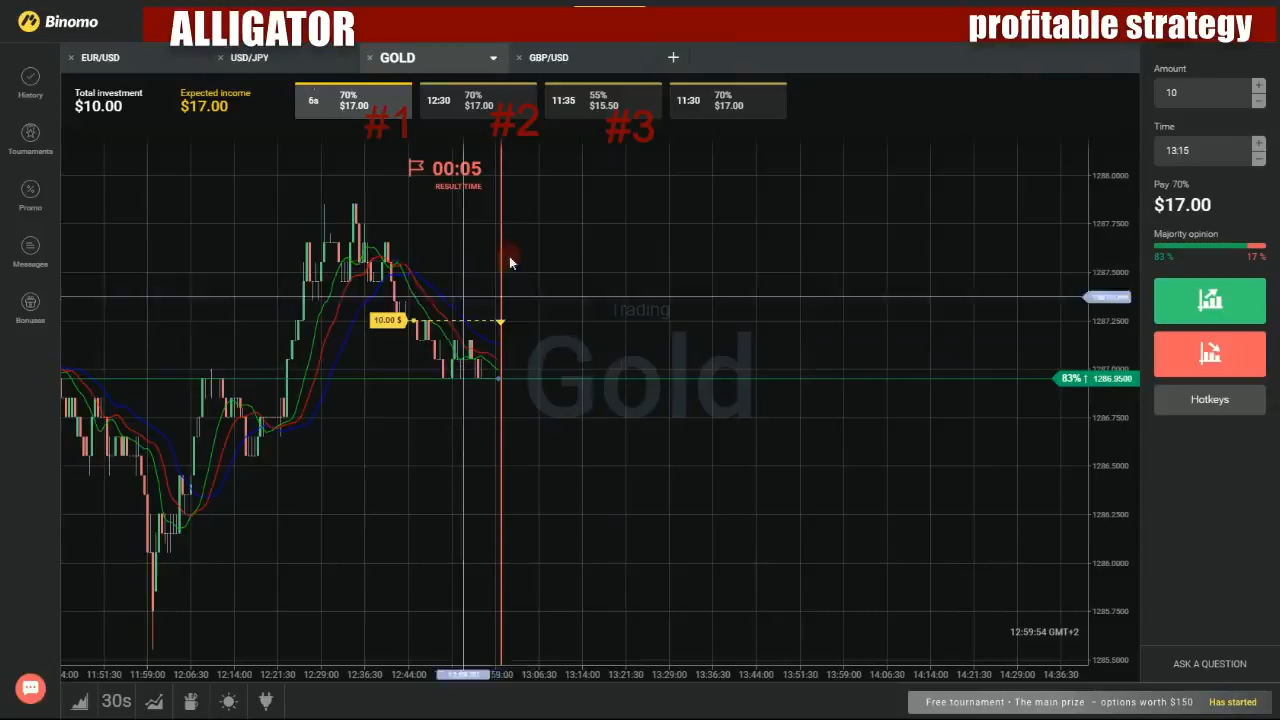 Binomo
ALLIGATOR
profitable strategy
EUR/USD
USD/JPY
GOLD
GBP/USD
+
History
Tournaments
Promo
Messages
Bonuses
Total investment
$10.00
Expected income
$17.00
6s
70%
$17.00
12:30
70%
$17.00
11:35
55%
$15.50
11:30
70%
$17.00
#1
#2
#3
00:05
RESULT TIME
10.00 $
Trading
Gold
1288.0000
1287.7500
1287.5000
1287.2500
1287.0000
83% ↑ 1286.9500
1286.7500
1286.5000
1286.2500
1286.0000
1285.7500
1285.5000
12:59:54 GMT+2
4:00 11:51:30 11:59:00 12:06:30 12:14:00 12:21:30 12:29:00 12:36:30 12:44:00 59:00 13:06:30 13:14:00 13:21:30 13:29:00 13:36:30 13:44:00 13:51:30 13:59:00 14:06:30 14:14:00 14:21:30 14:29:00 14:36:30
Amount
10
+
−
Time
13:15
+
−
Pay 70%
$17.00
Majority opinion
83 %
17 %
Hotkeys
ASK A QUESTION
30s
Free tournament • The main prize – options worth $150 Has started